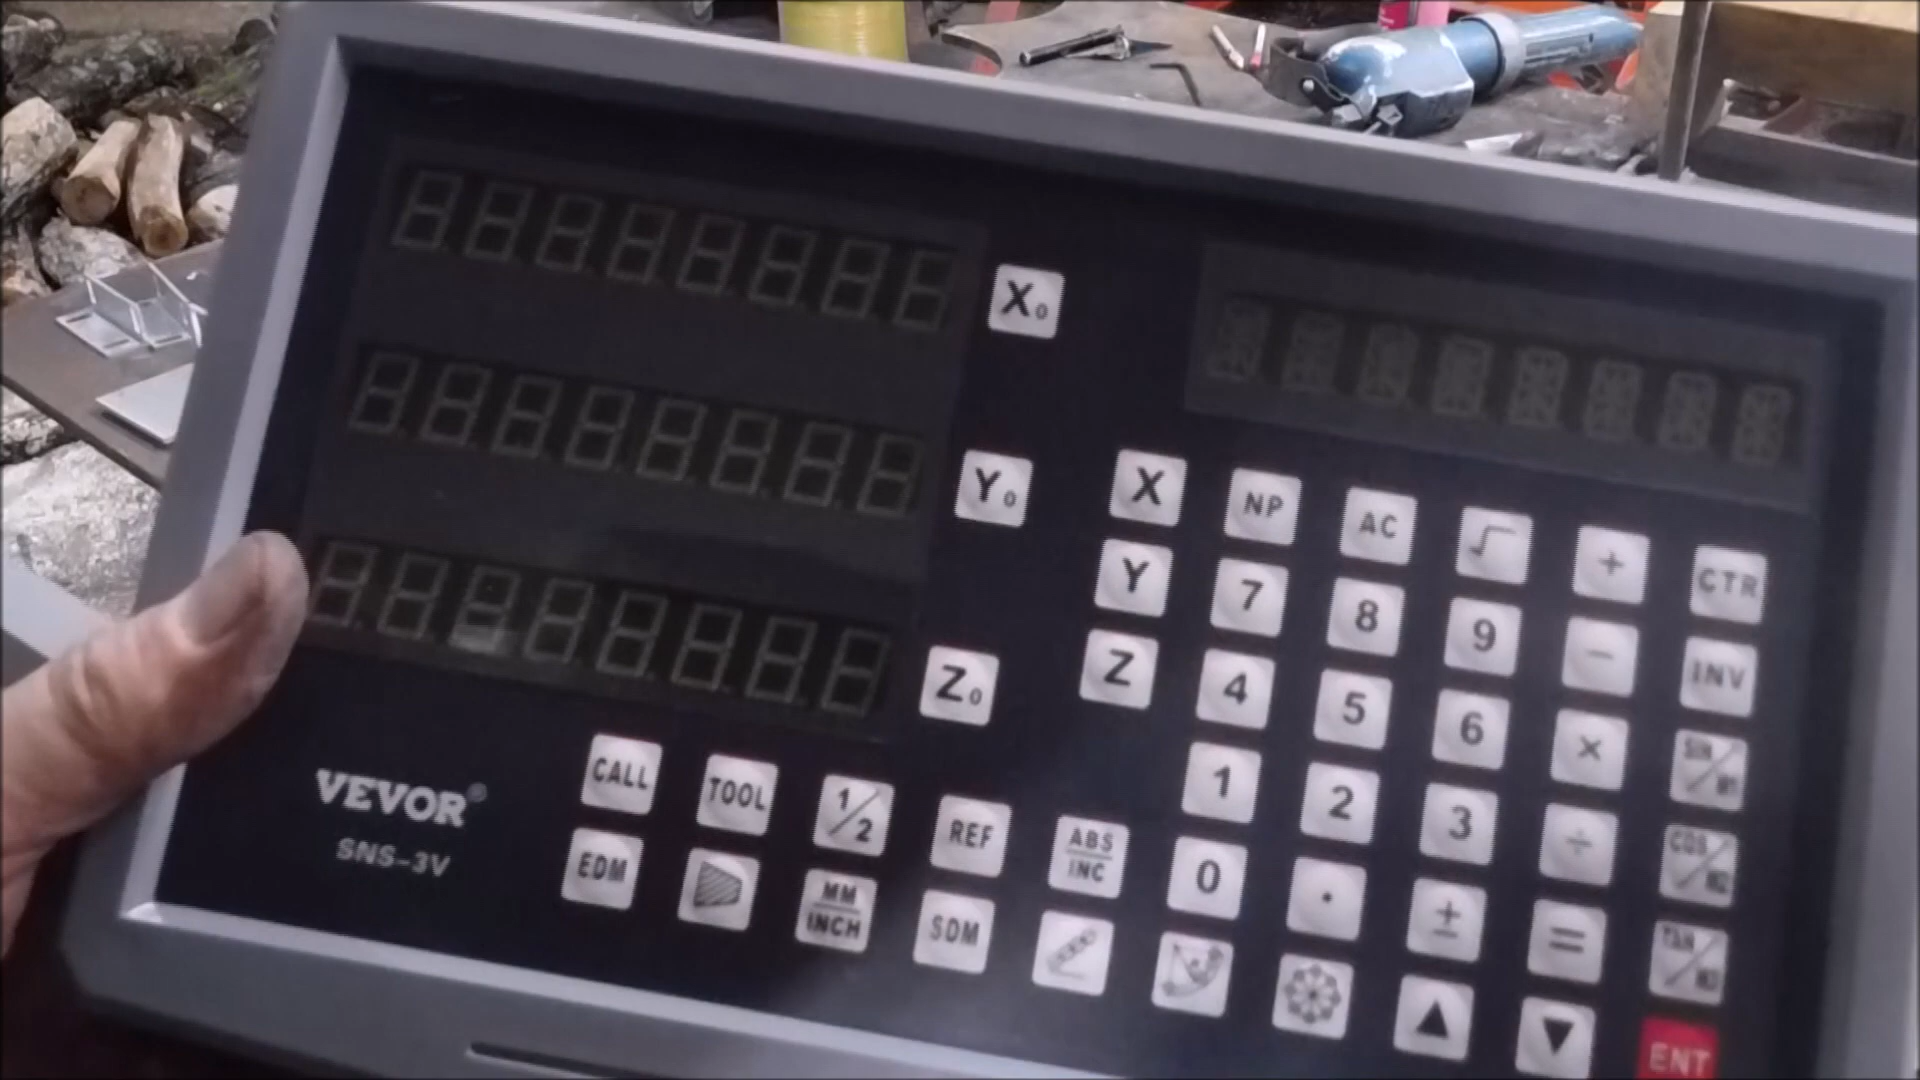 X₀
Y₀
Z₀
X NP AC √ + CTR
Y 7 8 9 − INV
Z 4 5 6 × SIN/
1 2 3 ÷ COS/
0 . ± = TAN/
CALL TOOL 1/2 REF ABS/INC
EDM MM/INCH SDM ▲ ▼ ENT
VEVOR®
SNS-3V